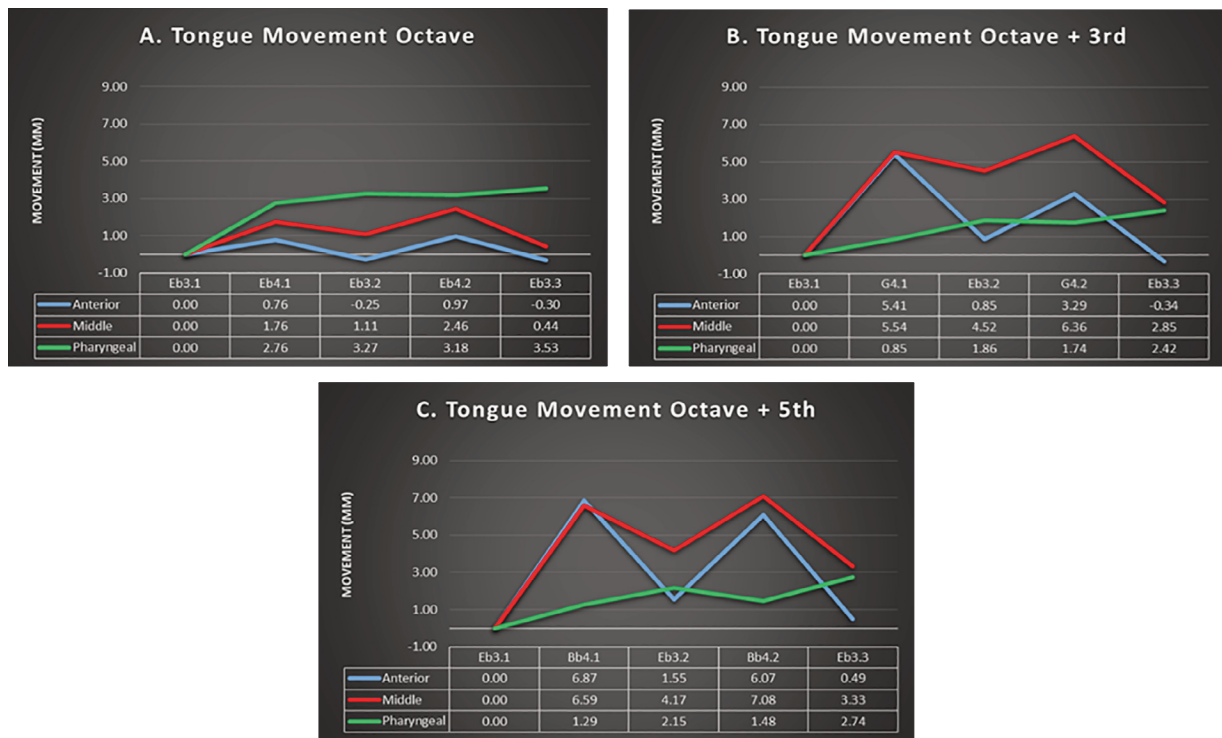 A. Tongue Movement Octave
MOVEMENT (MM)
9.00
7.00
5.00
3.00
1.00
-1.00
Eb3.1 Eb4.1 Eb3.2 Eb4.2 Eb3.3
Anterior 0.00 0.76 -0.25 0.97 -0.30
Middle 0.00 1.76 1.11 2.46 0.44
Pharyngeal 0.00 2.76 3.27 3.18 3.53
B. Tongue Movement Octave + 3rd
MOVEMENT (MM)
9.00
7.00
5.00
3.00
1.00
-1.00
Eb3.1 G4.1 Eb3.2 G4.2 Eb3.3
Anterior 0.00 5.41 0.85 3.29 -0.34
Middle 0.00 5.54 4.52 6.36 2.85
Pharyngeal 0.00 0.85 1.86 1.74 2.42
C. Tongue Movement Octave + 5th
MOVEMENT (MM)
9.00
7.00
5.00
3.00
1.00
-1.00
Eb3.1 Bb4.1 Eb3.2 Bb4.2 Eb3.3
Anterior 0.00 6.87 1.55 6.07 0.49
Middle 0.00 6.59 4.17 7.08 3.33
Pharyngeal 0.00 1.29 2.15 1.48 2.74